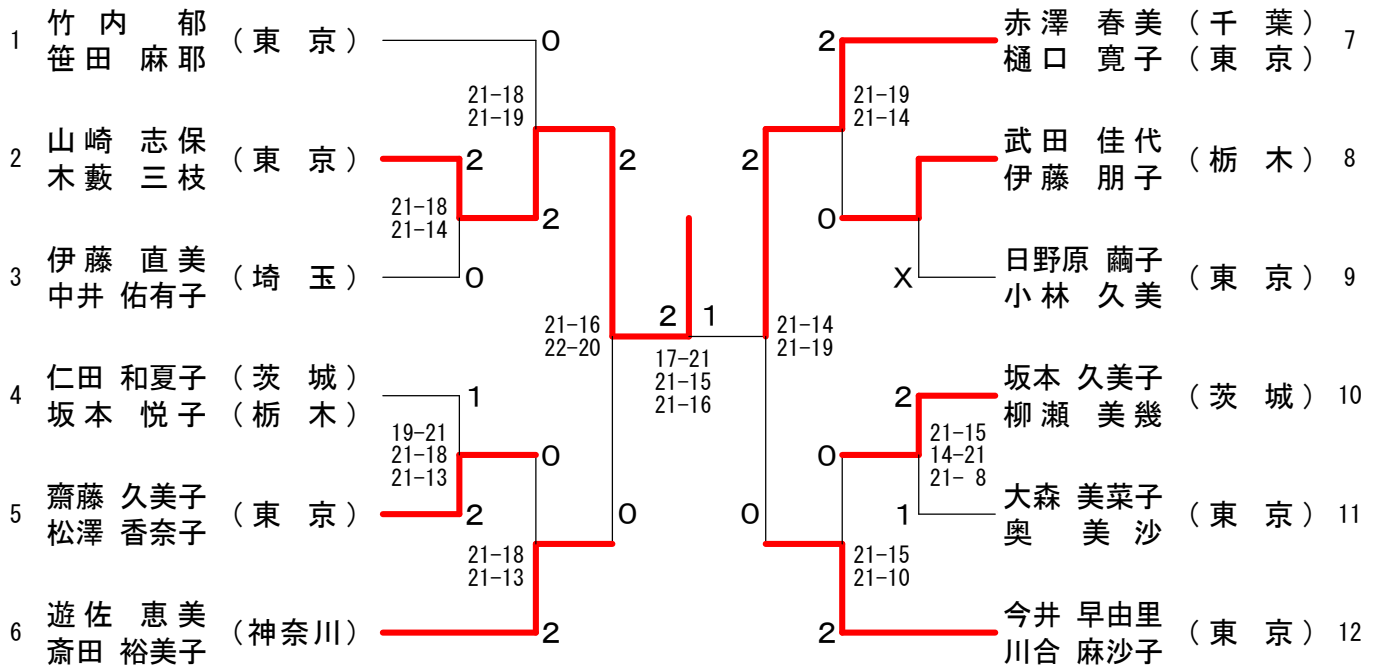 1 竹内 郁 (東 京) 0
笹田 麻耶
21-18
21-19
2 山崎 志保 (東 京) 2 2
木藪 三枝
21-18
21-14 2
3 伊藤 直美 (埼 玉) 0
中井 佑有子
21-16
22-20
2 1
17-21
21-15
21-16
4 仁田 和夏子 (茨 城) 1
坂本 悦子 (栃 木)
19-21
21-18
21-13
0
5 齋藤 久美子 (東 京) 2 0
松澤 香奈子
21-18
21-13
6 遊佐 恵美 (神奈川) 2
斎田 裕美子
2 赤澤 春美 (千 葉) 7
樋口 寛子 (東 京)
21-19
21-14
2 武田 佳代 (栃 木) 8
伊藤 朋子
0
X 日野原 繭子 (東 京) 9
小林 久美
21-14
21-19
2 坂本 久美子 (茨 城) 10
柳瀬 美幾
21-15
14-21
21- 8
0
0 1 大森 美菜子 (東 京) 11
奥 美沙
21-15
21-10
2 今井 早由里 (東 京) 12
川合 麻沙子